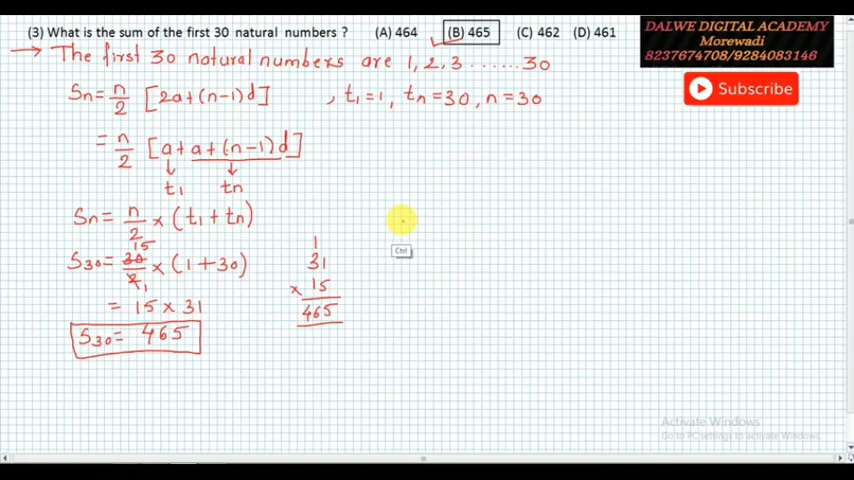 (3) What is the sum of the first 30 natural numbers ? (A) 464 (B) 465 (C) 462 (D) 461
DALWE DIGITAL ACADEMY
Morewadi
8237674708/9284083146
Subscribe
→ The first 30 natural numbers are 1, 2, 3 ...... 30
Sn = n/2 [2a+(n-1)d] , t1 = 1, tn = 30, n = 30
= n/2 [a + a + (n-1)d]
↓ ↓
t1 tn
Sn = n/2 × (t1 + tn)
S30 = 30/2 × (1 + 30)
15
1
= 15 × 31
S30 = 465
1
31
× 15
465
Ctrl
Activate Windows
Go to PC settings to activate Windows.